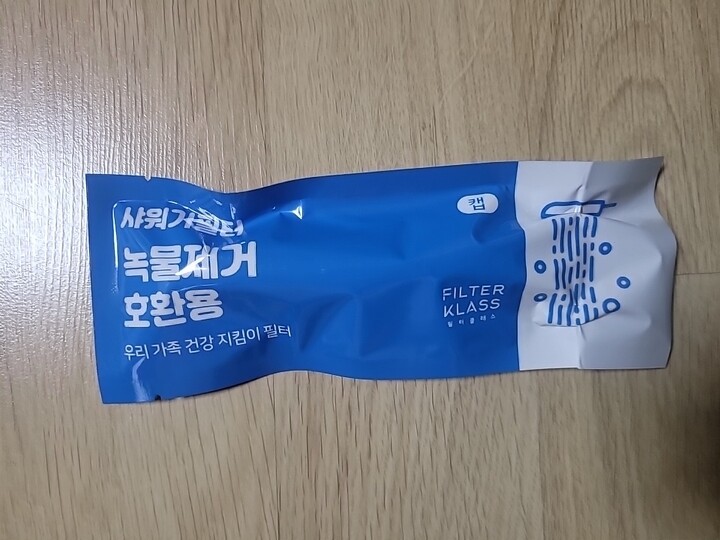 샤워기필터
녹물제거
호환용
우리 가족 건강 지킴이 필터
캡
FILTER
KLASS
필터클래스